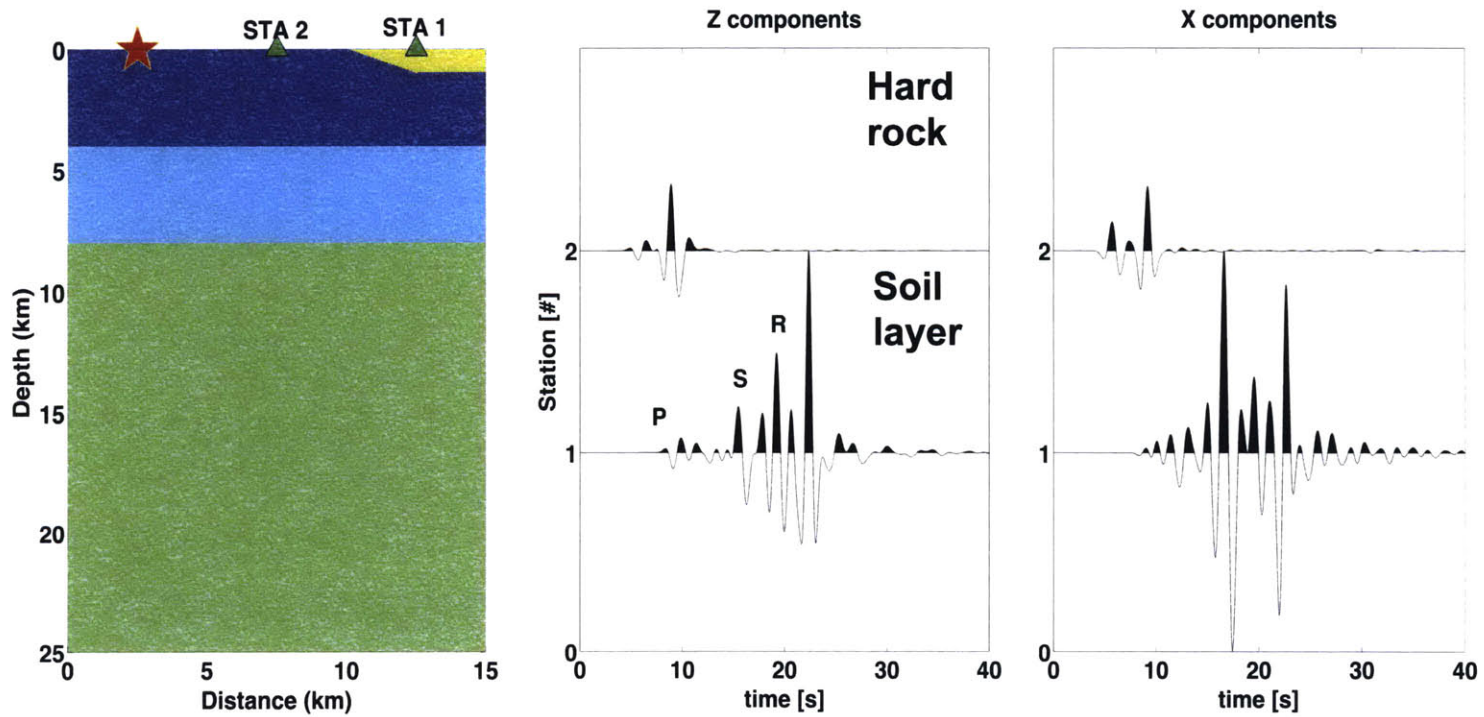 STA 2
STA 1
0
5
10
15
20
25
Depth (km)
0
5
10
15
Distance (km)
Z components
Hard
rock
Soil
layer
P
S
R
2
1
0
Station [#]
0
10
20
30
40
time [s]
X components
2
1
0
0
10
20
30
40
time [s]